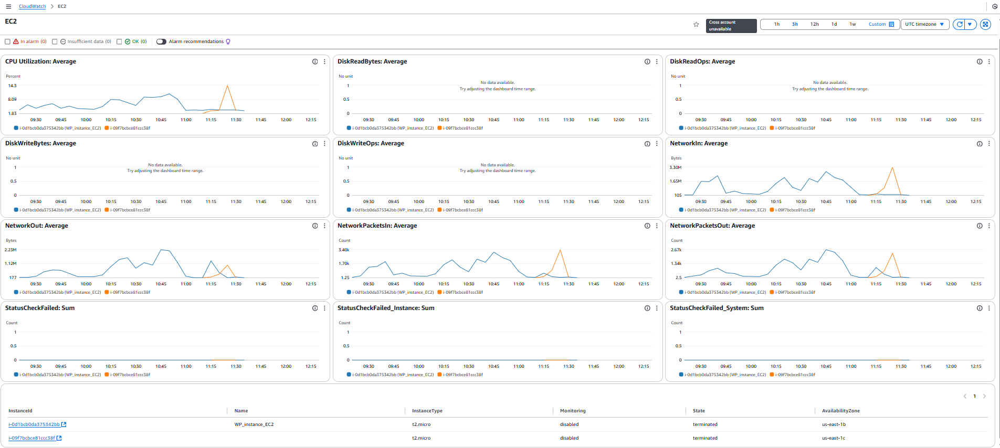 CloudWatch > EC2
EC2
Cross account unavailable
1h 3h 12h 1d 1w Custom UTC timezone
In alarm (0) Insufficient data (0) OK (0) Alarm recommendations
CPU Utilization: Average
Percent
14.3
8.09
1.83
09:30 09:45 10:00 10:15 10:30 10:45 11:00 11:15 11:30 11:45 12:00 12:15
i-0d1bcb0da375342bb (WP_instance_EC2) i-09f7bcbce81ccc38f
DiskReadBytes: Average
No unit
No data available.
Try adjusting the dashboard time range.
1
0.5
0
09:30 09:45 10:00 10:15 10:30 10:45 11:00 11:15 11:30 11:45 12:00 12:15
i-0d1bcb0da375342bb (WP_instance_EC2) i-09f7bcbce81ccc38f
DiskReadOps: Average
No unit
No data available.
Try adjusting the dashboard time range.
1
0.5
0
09:30 09:45 10:00 10:15 10:30 10:45 11:00 11:15 11:30 11:45 12:00 12:15
i-0d1bcb0da375342bb (WP_instance_EC2) i-09f7bcbce81ccc38f
DiskWriteBytes: Average
No unit
No data available.
Try adjusting the dashboard time range.
1
0.5
0
09:30 09:45 10:00 10:15 10:30 10:45 11:00 11:15 11:30 11:45 12:00 12:15
i-0d1bcb0da375342bb (WP_instance_EC2) i-09f7bcbce81ccc38f
DiskWriteOps: Average
No unit
No data available.
Try adjusting the dashboard time range.
1
0.5
0
09:30 09:45 10:00 10:15 10:30 10:45 11:00 11:15 11:30 11:45 12:00 12:15
i-0d1bcb0da375342bb (WP_instance_EC2) i-09f7bcbce81ccc38f
NetworkIn: Average
Bytes
3.30M
1.65M
105
09:30 09:45 10:00 10:15 10:30 10:45 11:00 11:15 11:30 11:45 12:00 12:15
i-0d1bcb0da375342bb (WP_instance_EC2) i-09f7bcbce81ccc38f
NetworkOut: Average
Bytes
2.23M
1.12M
177
09:30 09:45 10:00 10:15 10:30 10:45 11:00 11:15 11:30 11:45 12:00 12:15
i-0d1bcb0da375342bb (WP_instance_EC2) i-09f7bcbce81ccc38f
NetworkPacketsIn: Average
Count
3.40k
1.70k
1.25
09:30 09:45 10:00 10:15 10:30 10:45 11:00 11:15 11:30 11:45 12:00 12:15
i-0d1bcb0da375342bb (WP_instance_EC2) i-09f7bcbce81ccc38f
NetworkPacketsOut: Average
Count
2.67k
1.34k
2.5
09:30 09:45 10:00 10:15 10:30 10:45 11:00 11:15 11:30 11:45 12:00 12:15
i-0d1bcb0da375342bb (WP_instance_EC2) i-09f7bcbce81ccc38f
StatusCheckFailed: Sum
Count
1
0.5
0
09:30 09:45 10:00 10:15 10:30 10:45 11:00 11:15 11:30 11:45 12:00 12:15
i-0d1bcb0da375342bb (WP_instance_EC2) i-09f7bcbce81ccc38f
StatusCheckFailed_Instance: Sum
Count
1
0.5
0
09:30 09:45 10:00 10:15 10:30 10:45 11:00 11:15 11:30 11:45 12:00 12:15
i-0d1bcb0da375342bb (WP_instance_EC2) i-09f7bcbce81ccc38f
StatusCheckFailed_System: Sum
Count
1
0.5
0
09:30 09:45 10:00 10:15 10:30 10:45 11:00 11:15 11:30 11:45 12:00 12:15
i-0d1bcb0da375342bb (WP_instance_EC2) i-09f7bcbce81ccc38f
1
InstanceId Name InstanceType Monitoring State AvailabilityZone
i-0d1bcb0da375342bb WP_instance_EC2 t2.micro disabled terminated us-east-1b
i-09f7bcbce81ccc38f t2.micro disabled terminated us-east-1c